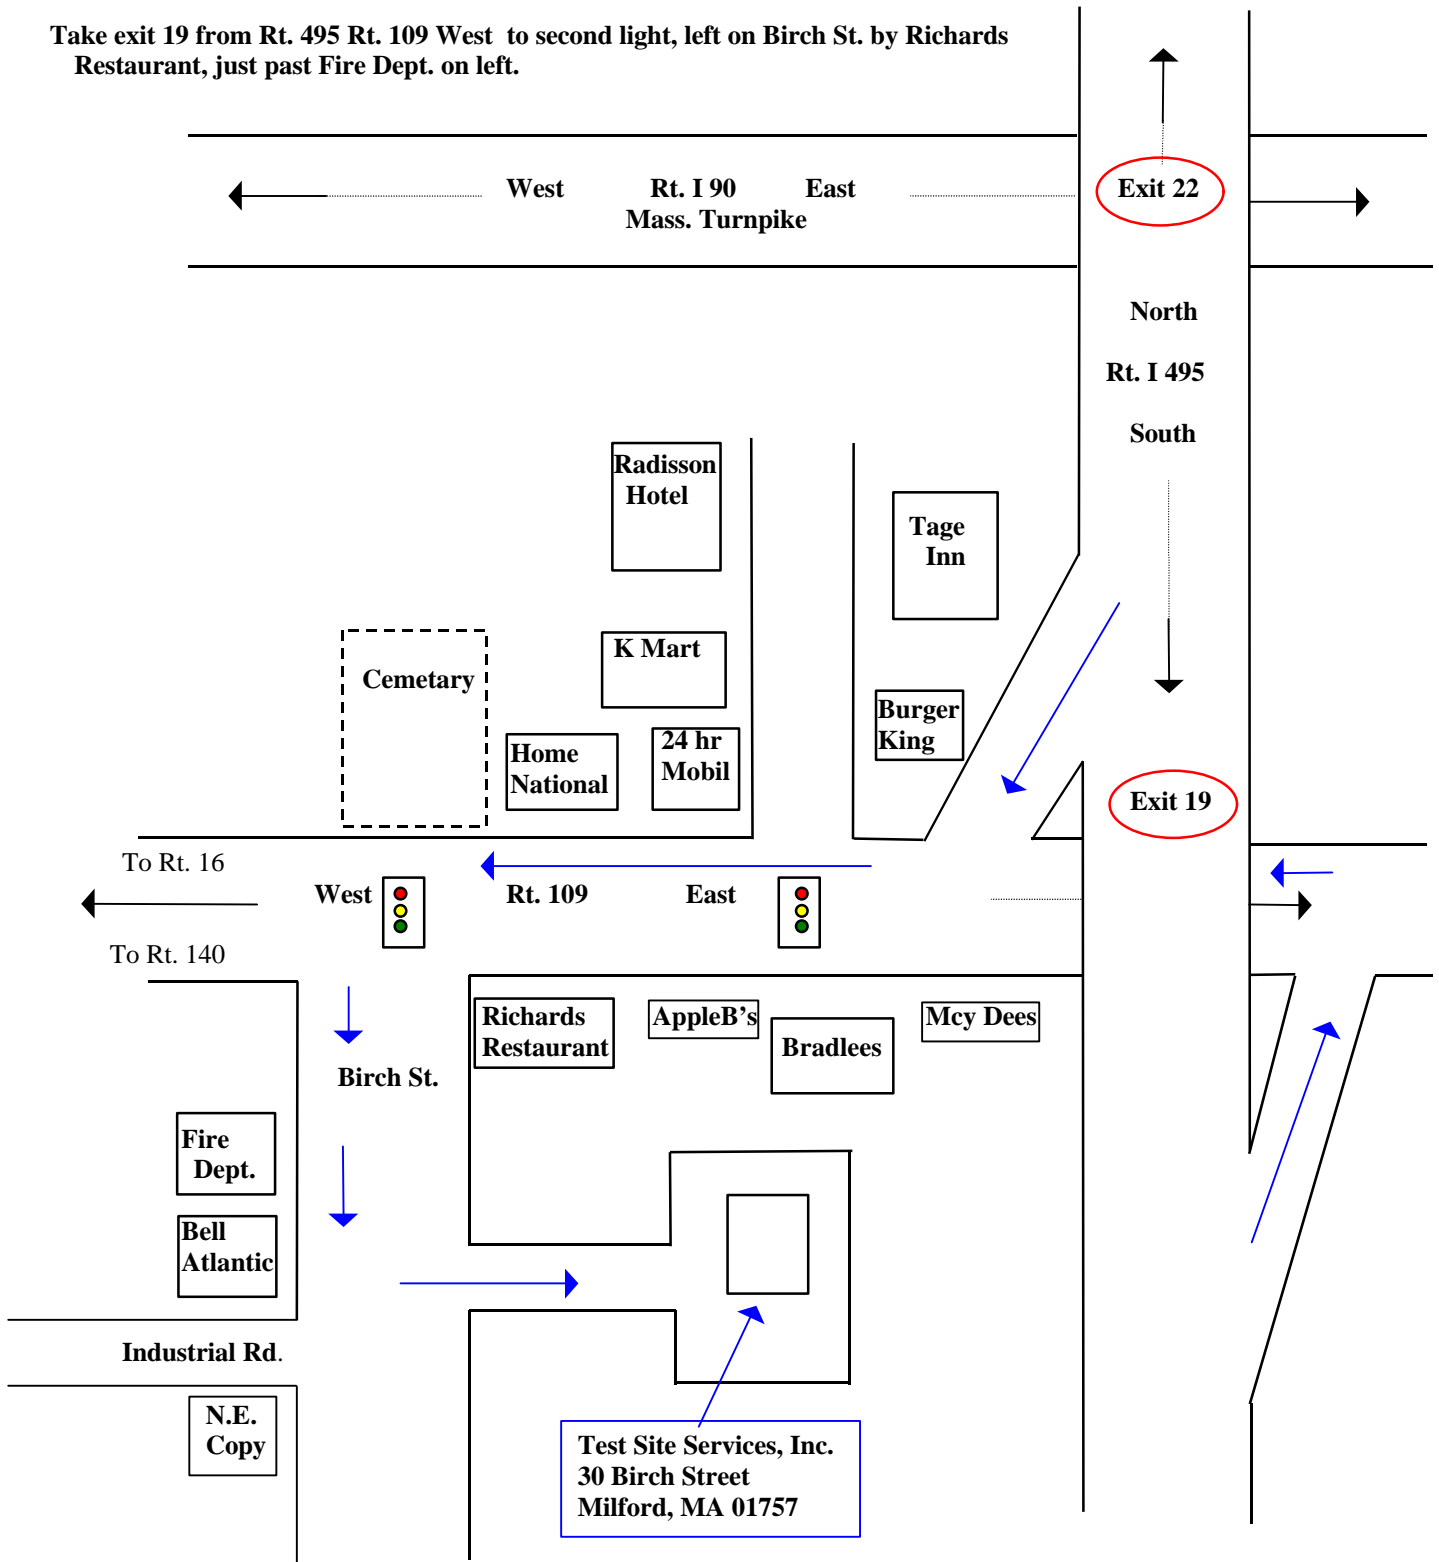 Take exit 19 from Rt. 495 Rt. 109 West to second light, left on Birch St. by Richards
Restaurant, just past Fire Dept. on left.
West Rt. I 90 East
Mass. Turnpike
Exit 22
North
Rt. I 495
South
Radisson
Hotel
Tage
Inn
K Mart
Cemetary
Burger
King
24 hr
Mobil
Home
National
Exit 19
To Rt. 16
West Rt. 109 East
To Rt. 140
Richards
Restaurant
AppleB's
Bradlees
Mcy Dees
Birch St.
Fire
Dept.
Bell
Atlantic
Industrial Rd.
N.E.
Copy
Test Site Services, Inc.
30 Birch Street
Milford, MA 01757